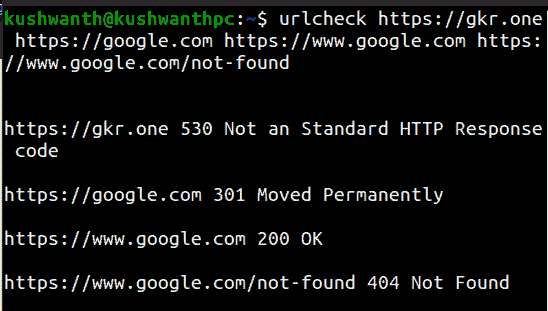 kushwanth@kushwanthpc:~$ urlcheck https://gkr.one
https://google.com https://www.google.com https:
//www.google.com/not-found
https://gkr.one 530 Not an Standard HTTP Response
code
https://google.com 301 Moved Permanently
https://www.google.com 200 OK
https://www.google.com/not-found 404 Not Found